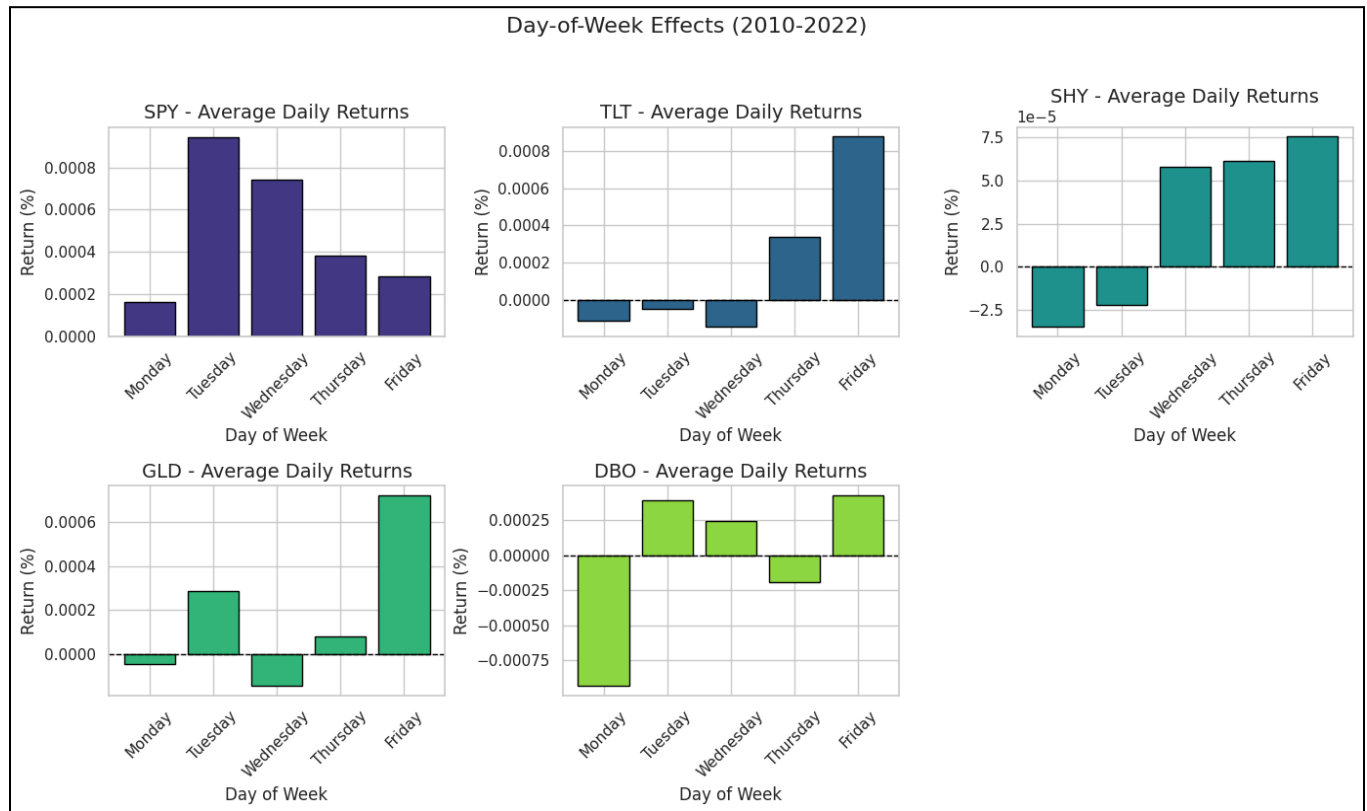 Day-of-Week Effects (2010-2022)
SPY - Average Daily Returns
Return (%)
0.0008
0.0006
0.0004
0.0002
0.0000
Monday
Tuesday
Wednesday
Thursday
Friday
Day of Week
TLT - Average Daily Returns
Return (%)
0.0008
0.0006
0.0004
0.0002
0.0000
Monday
Tuesday
Wednesday
Thursday
Friday
Day of Week
SHY - Average Daily Returns
1e−5
Return (%)
7.5
5.0
2.5
0.0
−2.5
Monday
Tuesday
Wednesday
Thursday
Friday
Day of Week
GLD - Average Daily Returns
Return (%)
0.0006
0.0004
0.0002
0.0000
Monday
Tuesday
Wednesday
Thursday
Friday
Day of Week
DBO - Average Daily Returns
Return (%)
0.00025
0.00000
−0.00025
−0.00050
−0.00075
Monday
Tuesday
Wednesday
Thursday
Friday
Day of Week